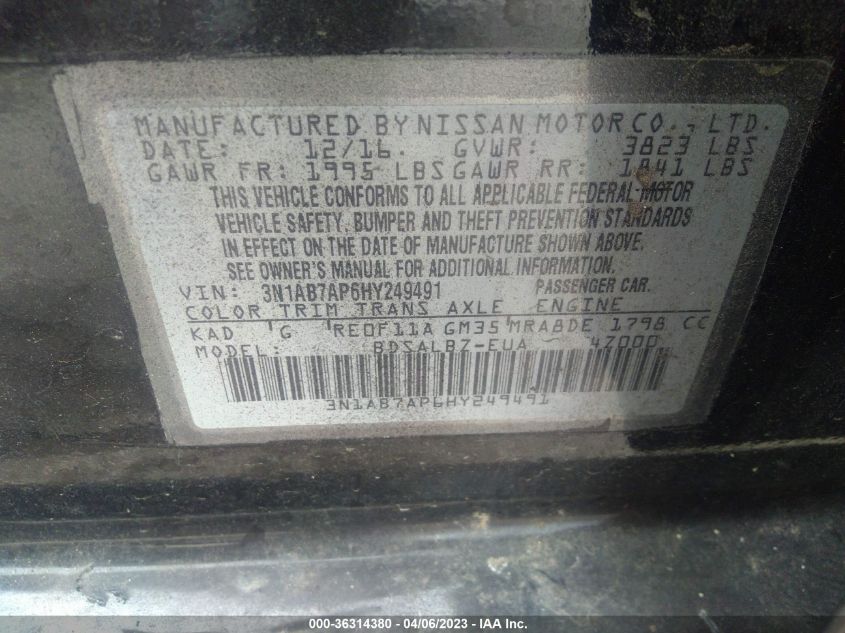 MANUFACTURED BY NISSAN MOTOR CO., LTD.
DATE: 12/16 GVWR: 3823 LBS
GAWR FR: 1995 LBS GAWR RR: 1841 LBS
THIS VEHICLE CONFORMS TO ALL APPLICABLE FEDERAL MOTOR
VEHICLE SAFETY, BUMPER AND THEFT PREVENTION STANDARDS
IN EFFECT ON THE DATE OF MANUFACTURE SHOWN ABOVE.
SEE OWNER'S MANUAL FOR ADDITIONAL INFORMATION.
VIN: 3N1AB7AP6HY249491 PASSENGER CAR.
COLOR TRIM TRANS AXLE ENGINE
KAD G RE0F11A GM35 MRA8DE 1798 CC
MODEL: BDSALBZ-EUA 4Z000
3N1AB7AP6HY249491
000-36314380 - 04/06/2023 - IAA Inc.